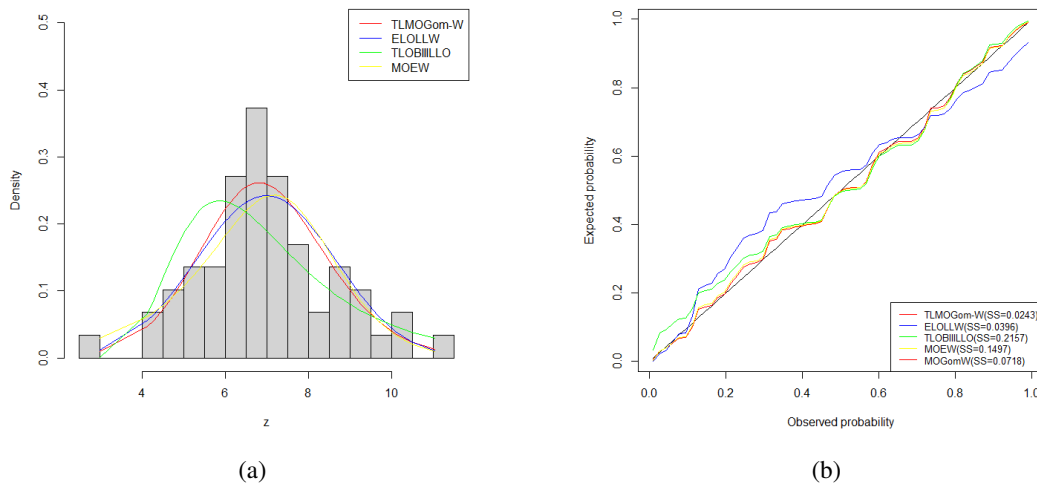 TLMOGom-W
ELOLLW
TLOBIIILLO
MOEW
0.5
0.4
0.3
0.2
0.1
0.0
Density
4
6
8
10
z
(a)
1.0
0.8
0.6
0.4
0.2
0.0
Expected probability
TLMOGom-W(SS=0.0243)
ELOLLW(SS=0.0396)
TLOBIIILLO(SS=0.2157)
MOEW(SS=0.1497)
MOGomW(SS=0.0718)
0.0
0.2
0.4
0.6
0.8
1.0
Observed probability
(b)